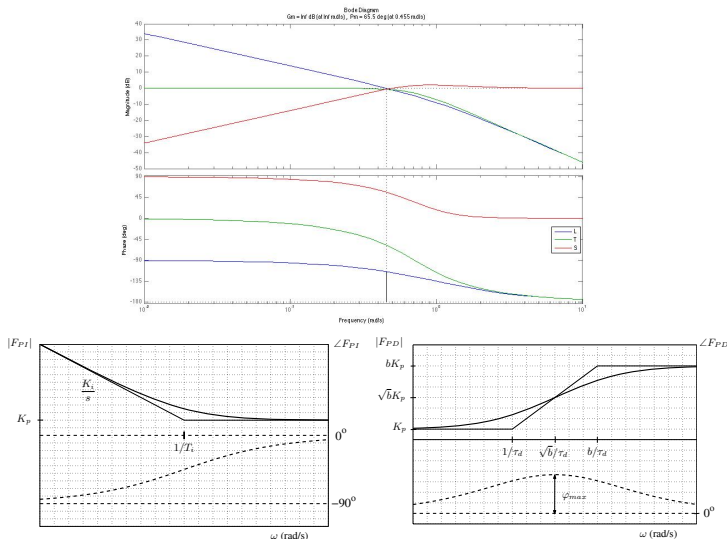 Bode Diagram
Gm = Inf dB (at Inf rad/s) , Pm = 65.5 deg (at 0.455 rad/s)
Magnitude (dB)
40
30
20
10
0
-10
-20
-30
-40
-50
Phase (deg)
90
45
0
-45
-90
-135
-180
L
T
S
Frequency (rad/s)
|F_PI|
∠F_PI
K_i/s
K_p
1/T_i
0°
−90°
ω (rad/s)
|F_PD|
∠F_PD
bK_p
√bK_p
K_p
1/τ_d
√b/τ_d
b/τ_d
φ_max
0°
ω (rad/s)